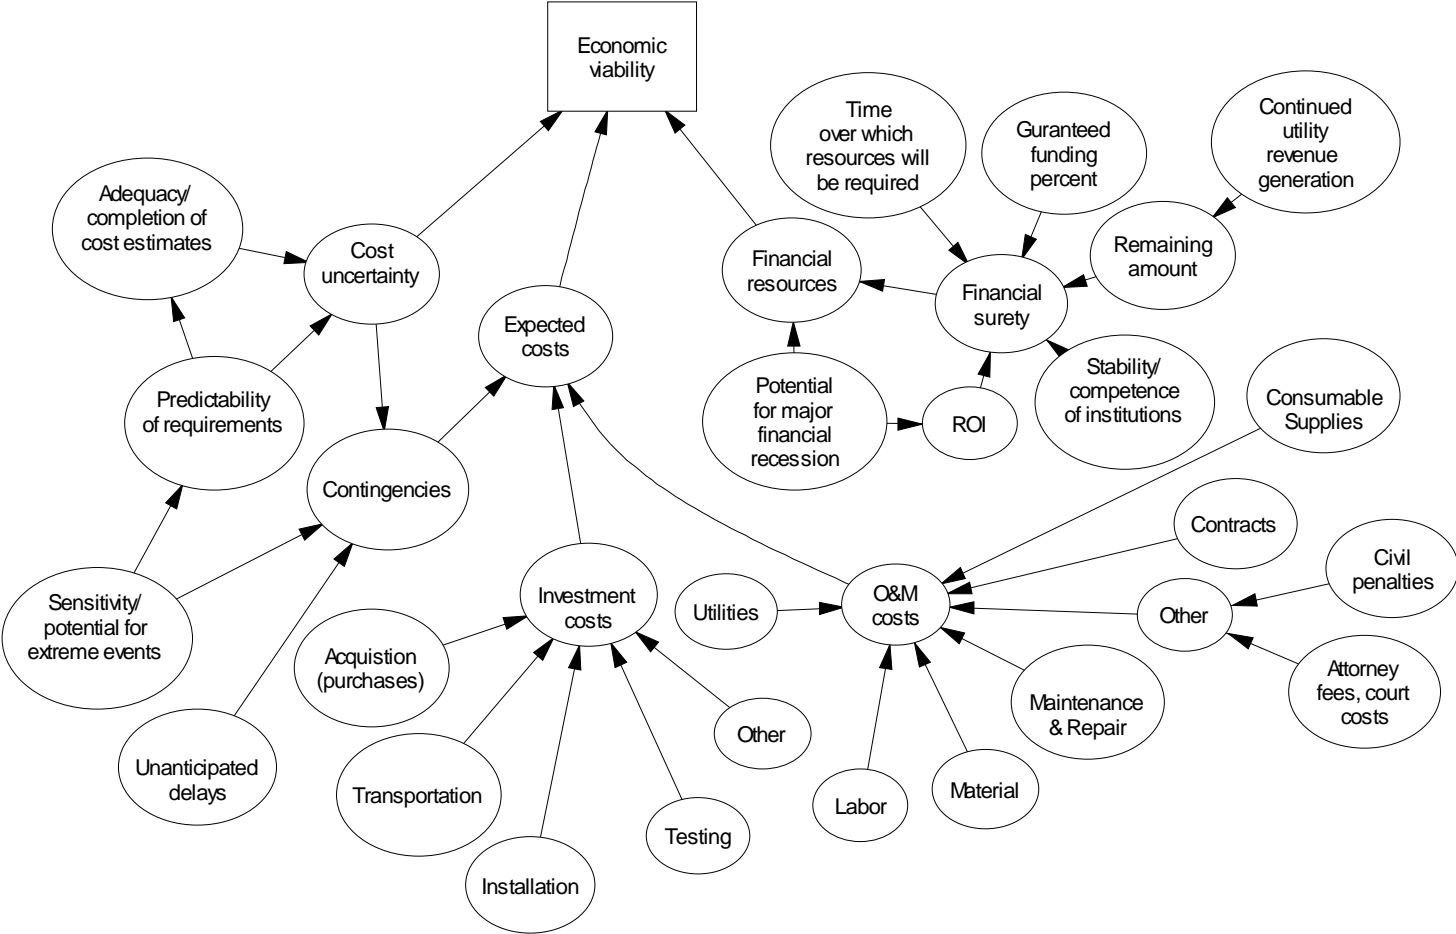 Economic
viability
Time
over which
resources will
be required
Guranteed
funding
percent
Continued
utility
revenue
generation
Adequacy/
completion of
cost estimates
Cost
uncertainty
Financial
resources
Remaining
amount
Financial
surety
Expected
costs
Predictability
of requirements
Potential
for major
financial
recession
ROI
Stability/
competence
of institutions
Consumable
Supplies
Contingencies
Contracts
Sensitivity/
potential for
extreme events
Investment
costs
Utilities
O&M
costs
Other
Civil
penalties
Acquistion
(purchases)
Attorney
fees, court
costs
Maintenance
& Repair
Other
Unanticipated
delays
Transportation
Labor
Material
Testing
Installation